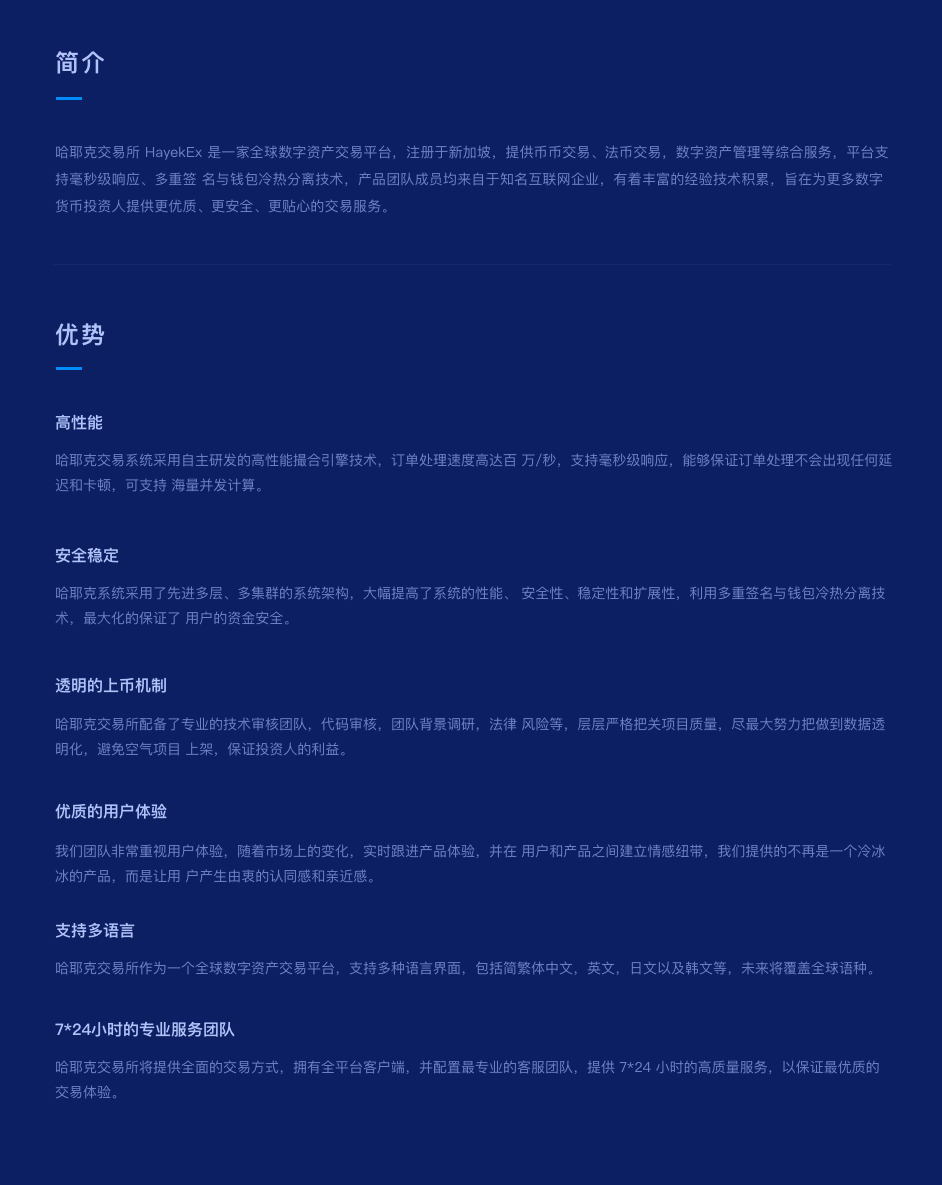 简介
哈耶克交易所 HayekEx 是一家全球数字资产交易平台，注册于新加坡，提供币币交易、法币交易，数字资产管理等综合服务，平台支
持毫秒级响应、多重签 名与钱包冷热分离技术，产品团队成员均来自于知名互联网企业，有着丰富的经验技术积累，旨在为更多数字
货币投资人提供更优质、更安全、更贴心的交易服务。
优势
高性能
哈耶克交易系统采用自主研发的高性能撮合引擎技术，订单处理速度高达百 万/秒，支持毫秒级响应，能够保证订单处理不会出现任何延
迟和卡顿，可支持 海量并发计算。
安全稳定
哈耶克系统采用了先进多层、多集群的系统架构，大幅提高了系统的性能、 安全性、稳定性和扩展性，利用多重签名与钱包冷热分离技
术，最大化的保证了 用户的资金安全。
透明的上币机制
哈耶克交易所配备了专业的技术审核团队，代码审核，团队背景调研，法律 风险等，层层严格把关项目质量，尽最大努力把做到数据透
明化，避免空气项目 上架，保证投资人的利益。
优质的用户体验
我们团队非常重视用户体验，随着市场上的变化，实时跟进产品体验，并在 用户和产品之间建立情感纽带，我们提供的不再是一个冷冰
冰的产品，而是让用 户产生由衷的认同感和亲近感。
支持多语言
哈耶克交易所作为一个全球数字资产交易平台，支持多种语言界面，包括简繁体中文，英文，日文以及韩文等，未来将覆盖全球语种。
7*24小时的专业服务团队
哈耶克交易所将提供全面的交易方式，拥有全平台客户端，并配置最专业的客服团队，提供 7*24 小时的高质量服务，以保证最优质的
交易体验。